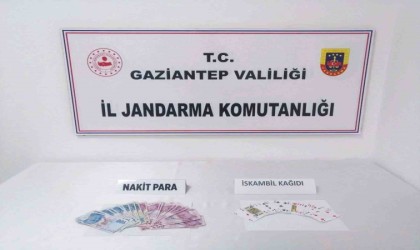 T.C.
GAZİANTEP VALİLİĞİ
İL JANDARMA KOMUTANLIĞI
NAKİT PARA
İSKAMBİL KAĞIDI